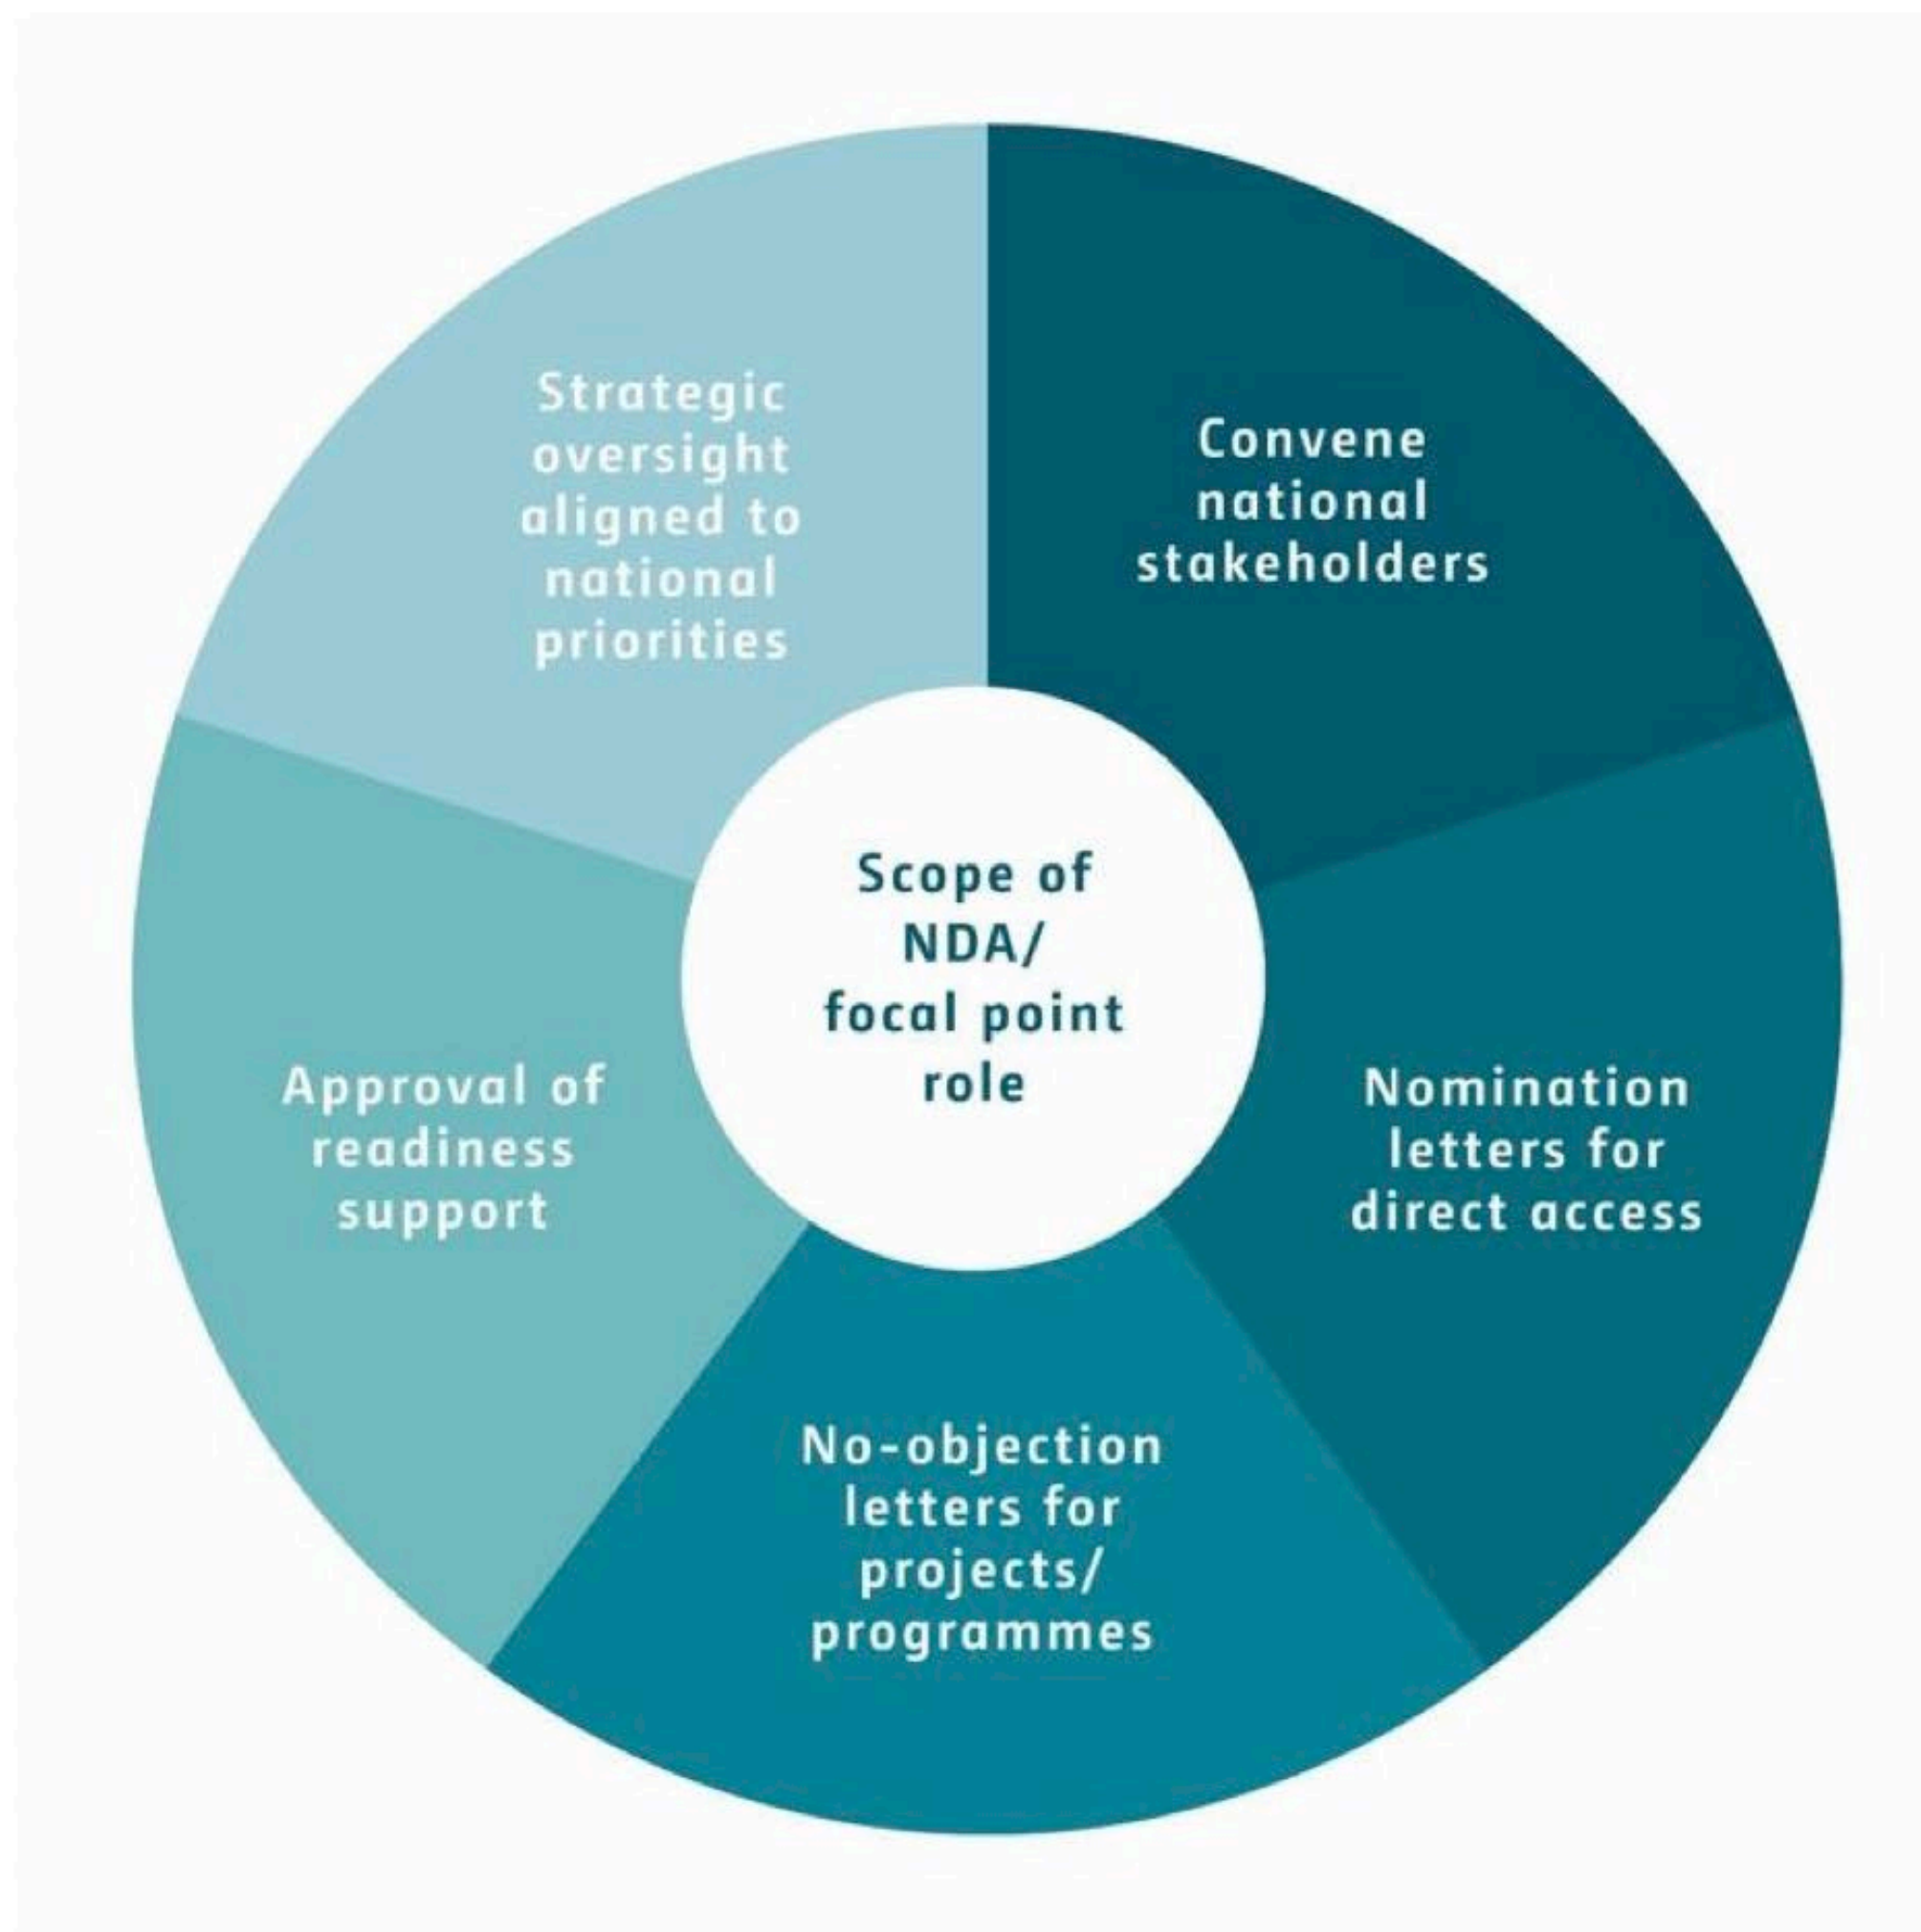 Strategic
oversight
aligned to
national
priorities
Convene
national
stakeholders
Scope of
NDA/
focal point
role
Approval of
readiness
support
Nomination
letters for
direct access
No-objection
letters for
projects/
programmes